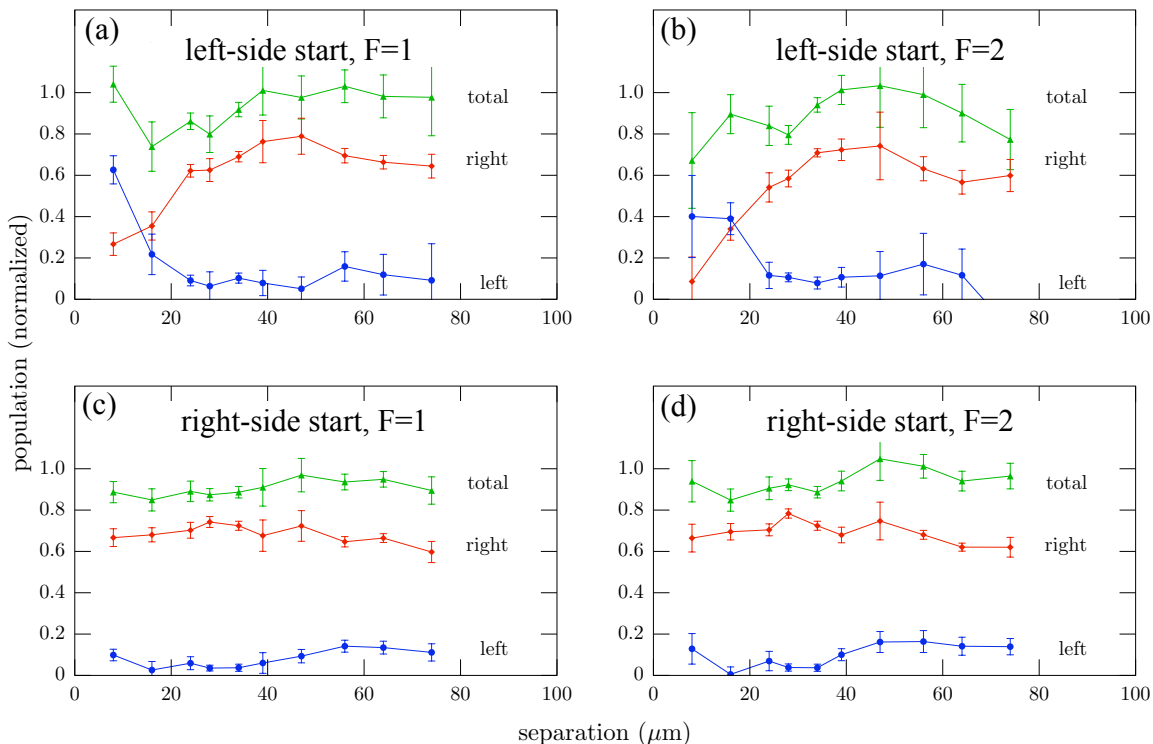 (a)
left-side start, F=1
1.0
0.8
0.6
0.4
0.2
0
0
20
40
60
80
100
total
right
left
(b)
left-side start, F=2
1.0
0.8
0.6
0.4
0.2
0
0
20
40
60
80
100
total
right
left
population (normalized)
(c)
right-side start, F=1
1.0
0.8
0.6
0.4
0.2
0
0
20
40
60
80
100
total
right
left
(d)
right-side start, F=2
1.0
0.8
0.6
0.4
0.2
0
0
20
40
60
80
100
total
right
left
separation (μm)